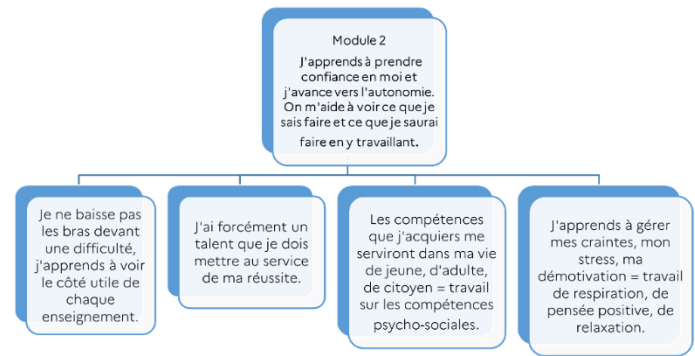 Module 2
J'apprends à prendre
confiance en moi et
j'avance vers l'autonomie.
On m'aide à voir ce que je
sais faire et ce que je saurai
faire en y travaillant.
Je ne baisse pas
les bras devant
une difficulté,
j'apprends à voir
le côté utile de
chaque
enseignement.
J'ai forcément un
talent que je dois
mettre au service
de ma réussite.
Les compétences
que j'acquiers me
serviront dans ma vie
de jeune, d'adulte,
de citoyen = travail
sur les compétences
psycho-sociales.
J'apprends à gérer
mes craintes, mon
stress, ma
démotivation = travail
de respiration, de
pensée positive, de
relaxation.